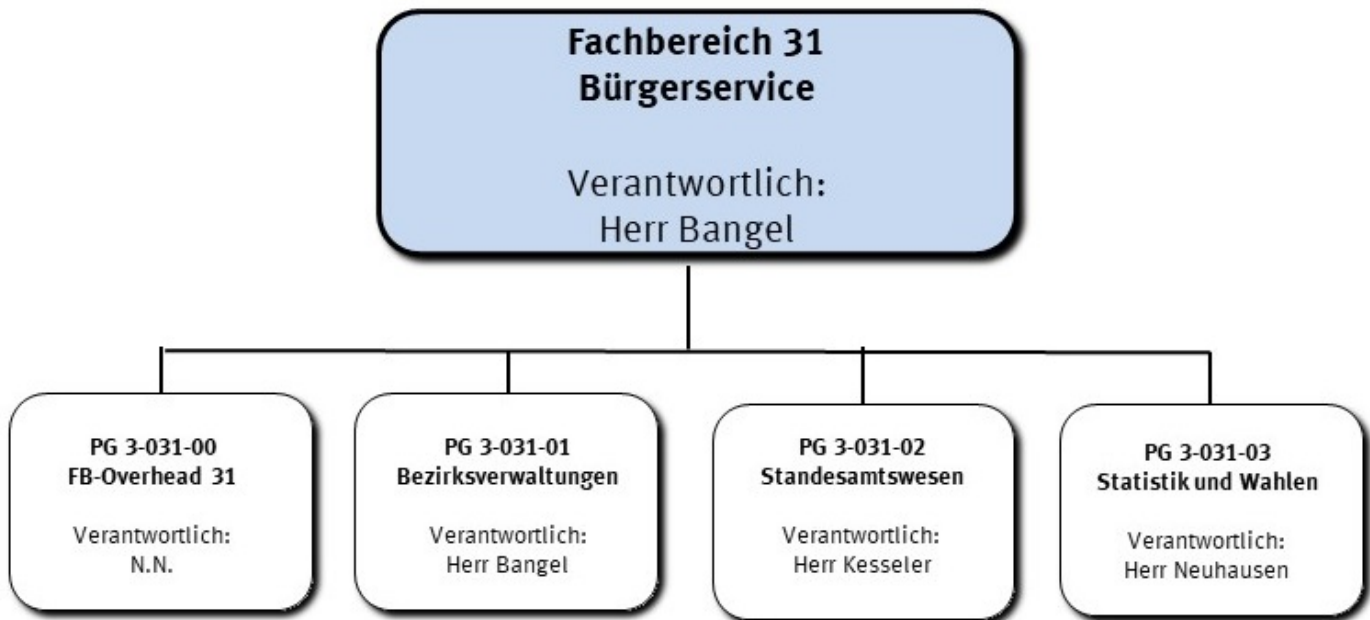 Fachbereich 31
Bürgerservice
Verantwortlich:
Herr Bangel
PG 3-031-00
FB-Overhead 31
Verantwortlich:
N.N.
PG 3-031-01
Bezirksverwaltungen
Verantwortlich:
Herr Bangel
PG 3-031-02
Standesamtswesen
Verantwortlich:
Herr Kesseler
PG 3-031-03
Statistik und Wahlen
Verantwortlich:
Herr Neuhausen